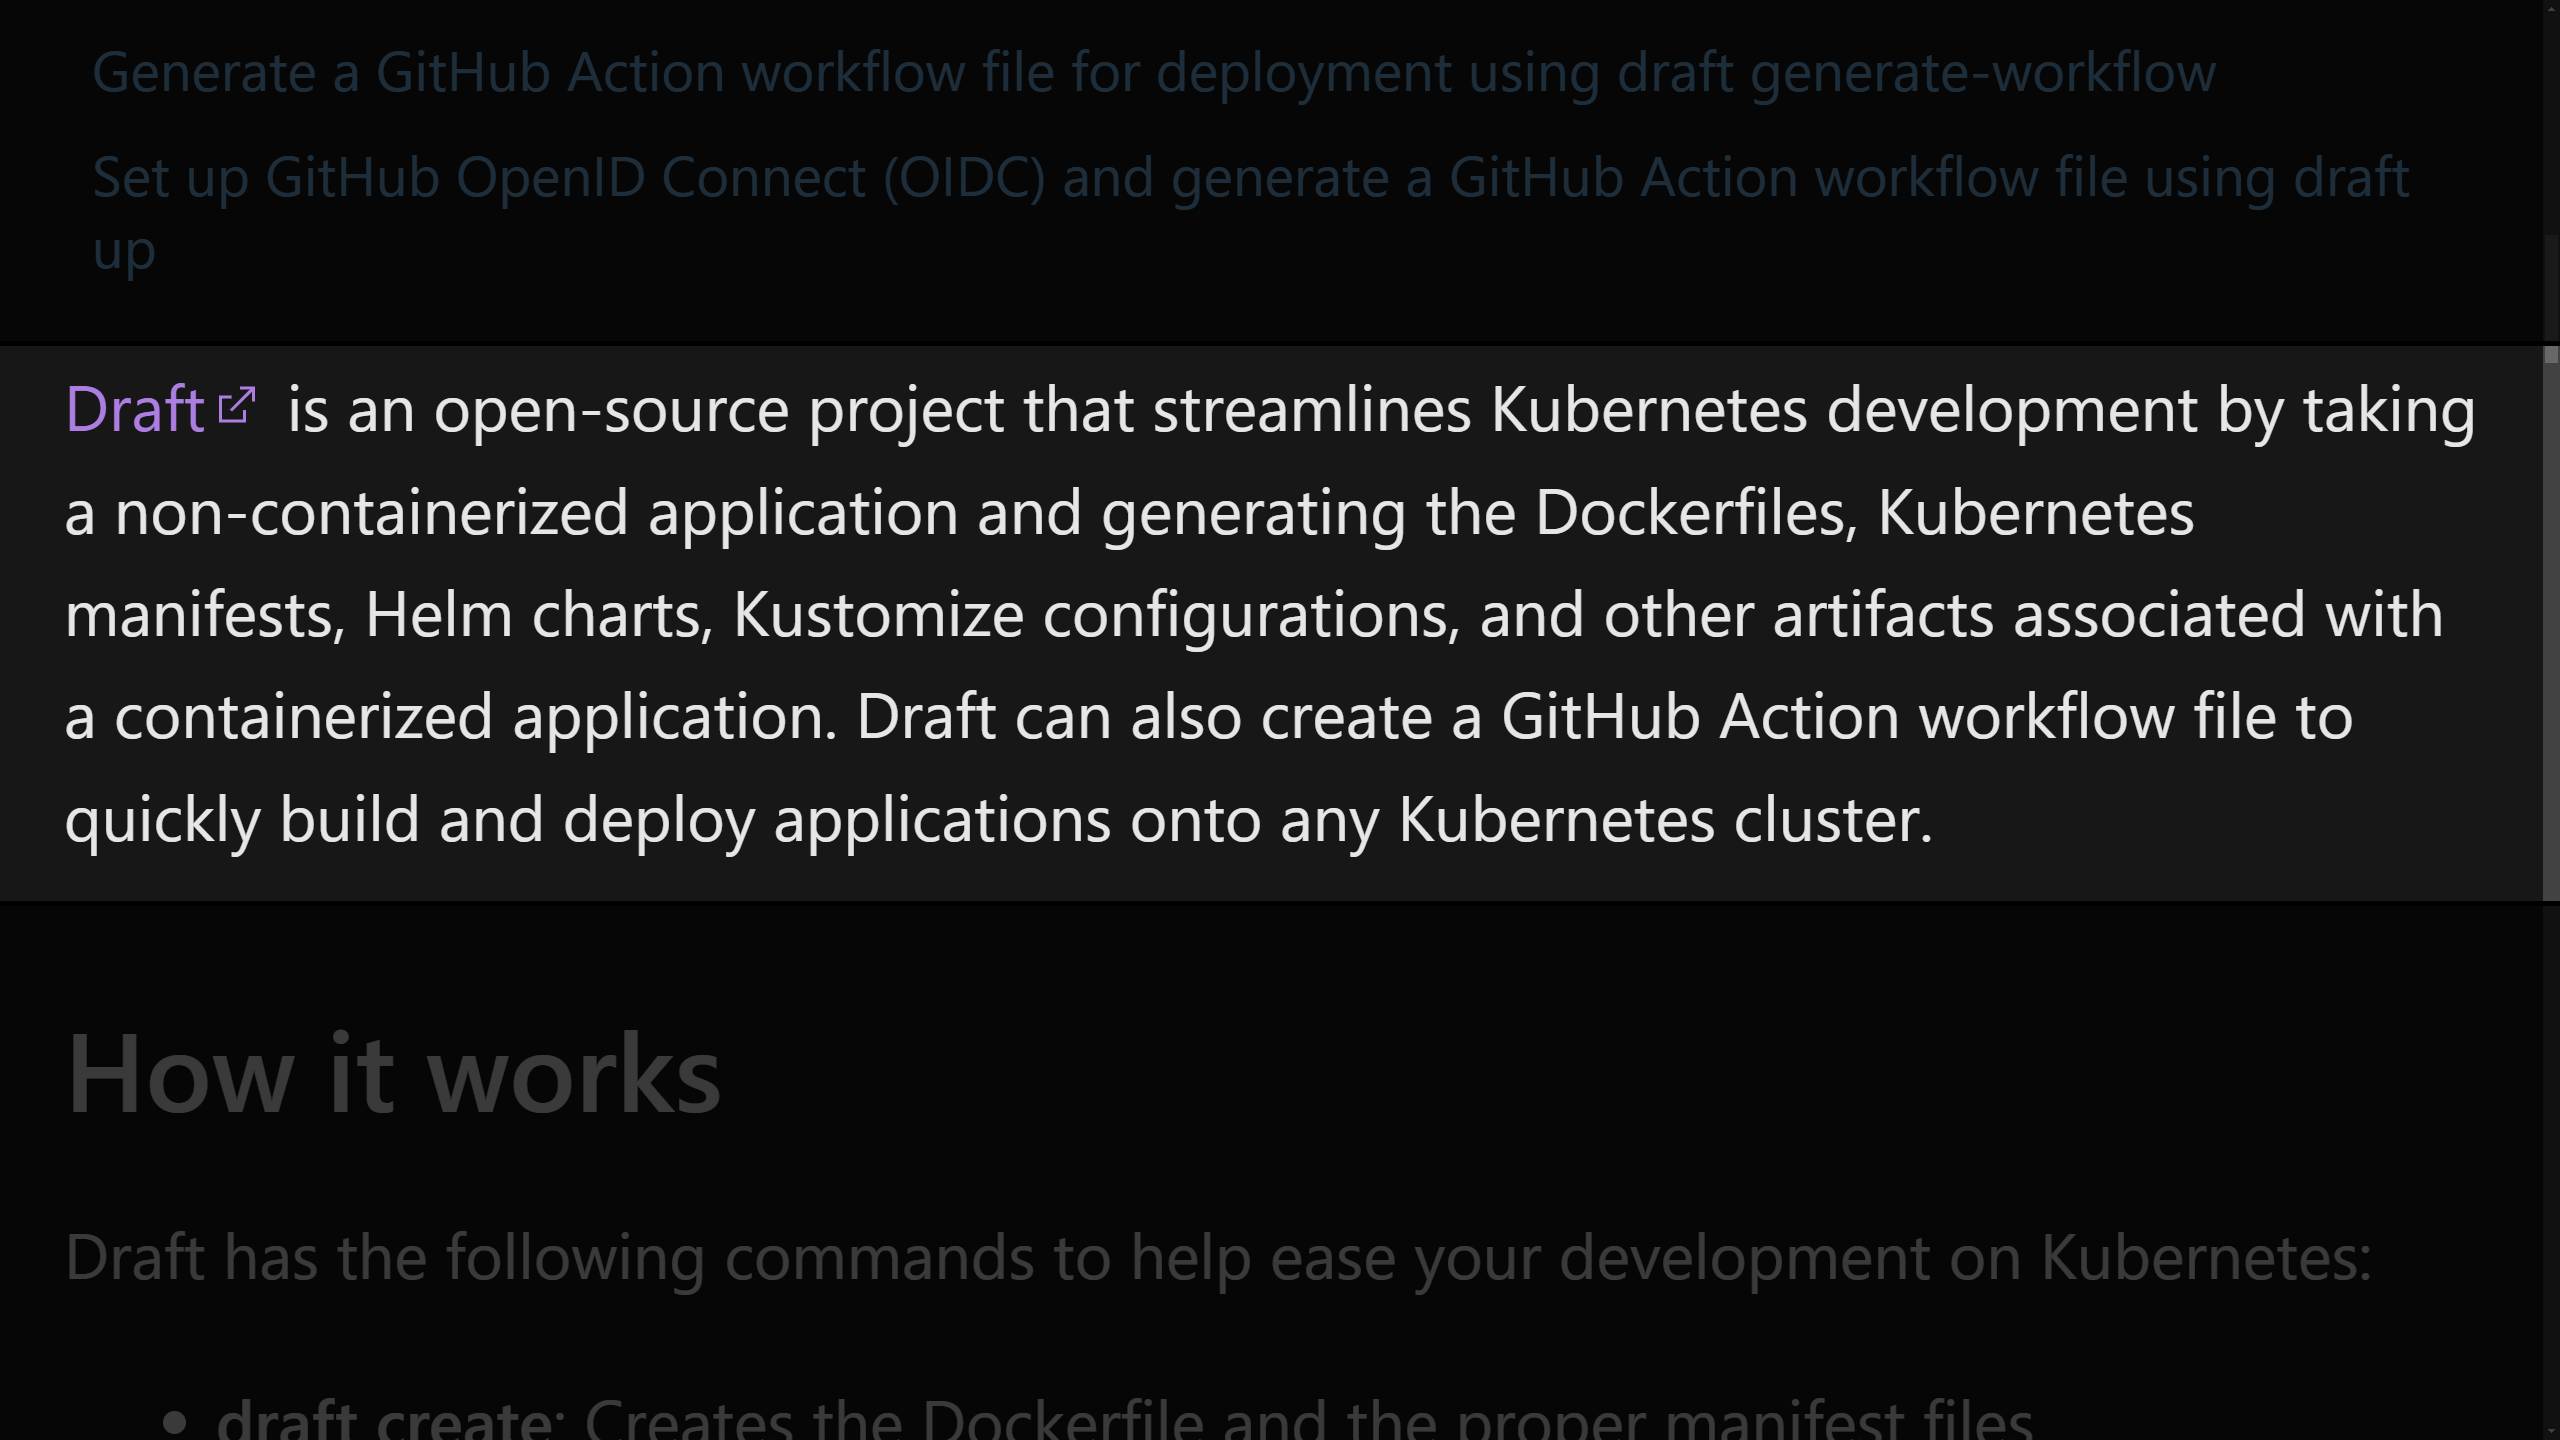 Generate a GitHub Action workflow file for deployment using draft generate-workflow
Set up GitHub OpenID Connect (OIDC) and generate a GitHub Action workflow file using draft
up
Draft is an open-source project that streamlines Kubernetes development by taking
a non-containerized application and generating the Dockerfiles, Kubernetes
manifests, Helm charts, Kustomize configurations, and other artifacts associated with
a containerized application. Draft can also create a GitHub Action workflow file to
quickly build and deploy applications onto any Kubernetes cluster.
How it works
Draft has the following commands to help ease your development on Kubernetes:
• draft create: Creates the Dockerfile and the proper manifest files